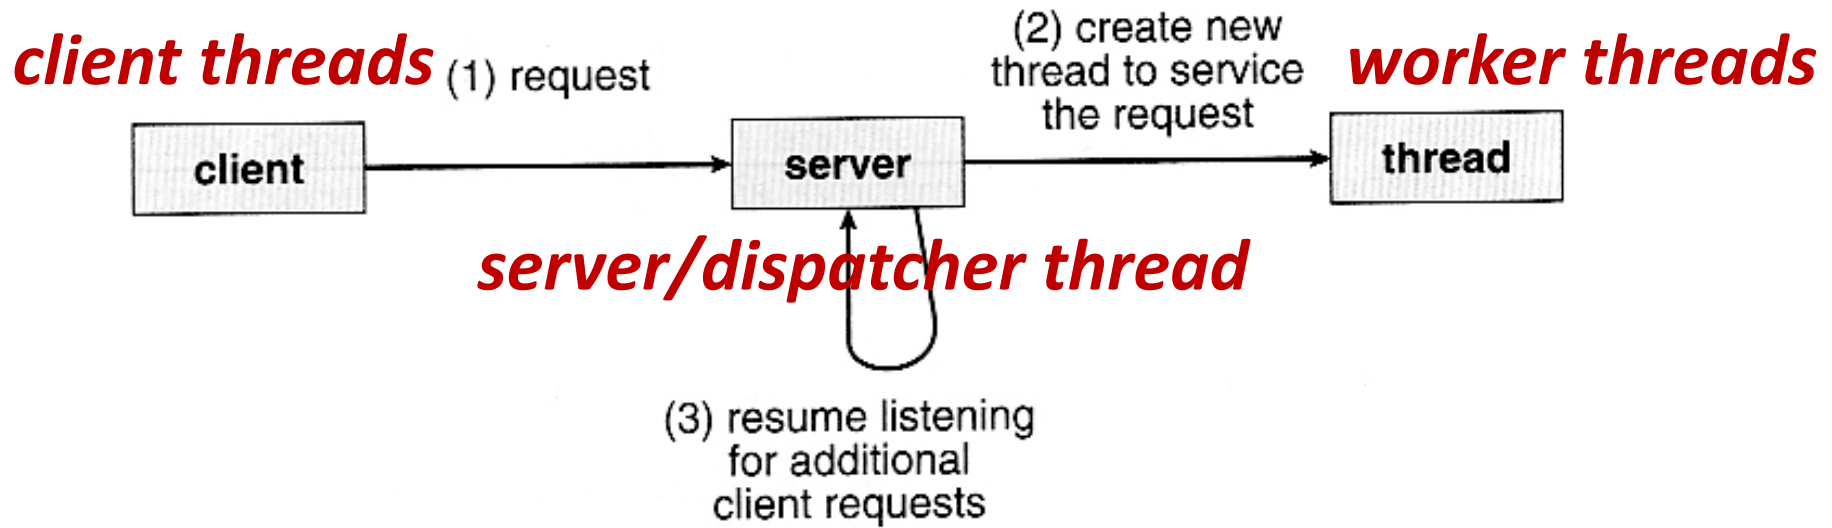 client threads
(1) request
(2) create new
thread to service
the request
worker threads
client
server
thread
server/dispatcher thread
(3) resume listening
for additional
client requests